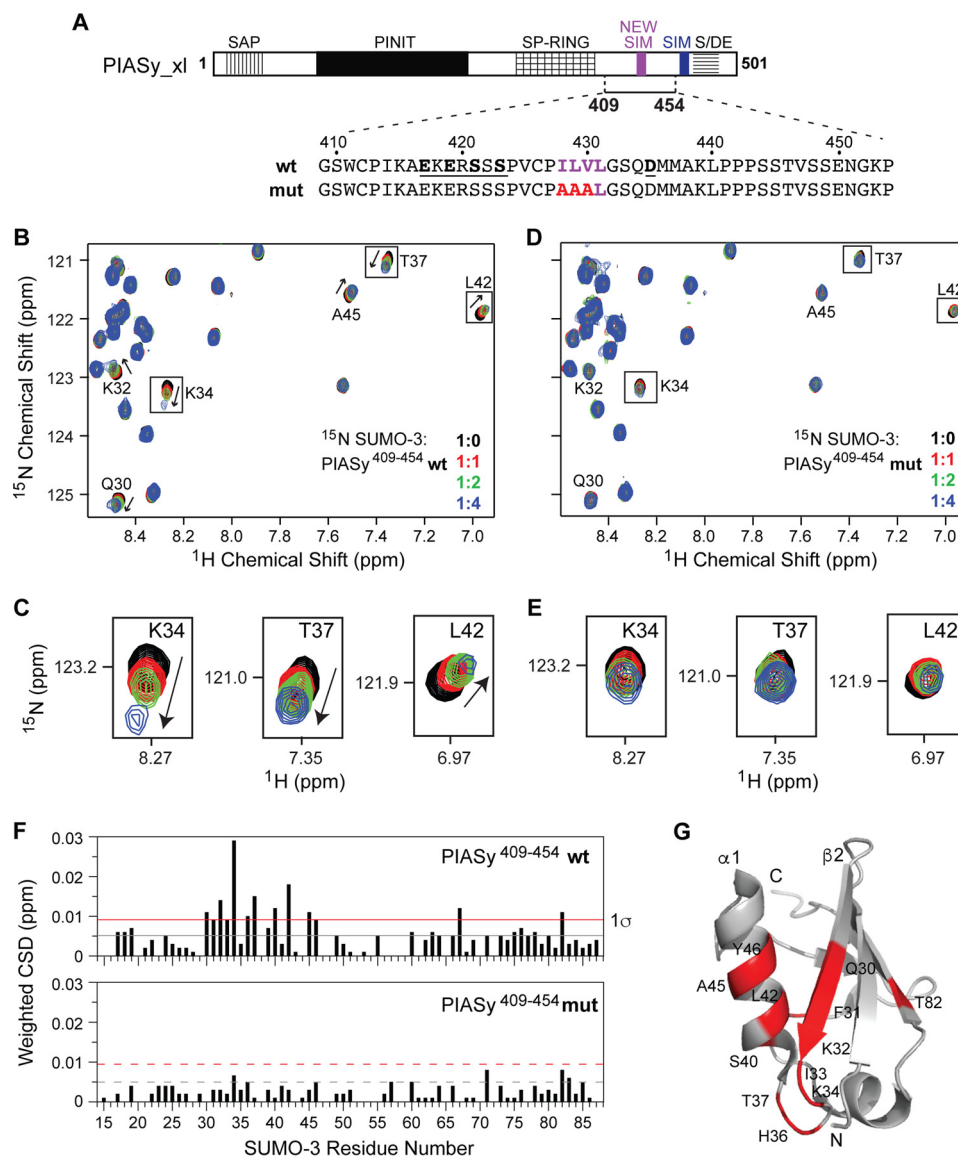 A
NEW
SAP PINIT SP-RING SIM SIM S/DE
PIASy_xl 1 501
409 454
410 420 430 440 450
wt GSWCPIKAEKERSSSPVCPILVLGSQDMMAKLPPPSSTVSSENGKP
mut GSWCPIKAEKERSSSPVCPAAALGSQDMMAKLPPPSSTVSSENGKP
B
15N Chemical Shift (ppm)
121
122
123
124
125
T37
L42
A45
K32
K34
Q30
15N SUMO-3: 1:0
PIASy409-454 wt 1:1
1:2
1:4
8.4 8.2 8.0 7.8 7.6 7.4 7.2 7.0
1H Chemical Shift (ppm)
D
T37
L42
A45
K32
K34
Q30
15N SUMO-3: 1:0
PIASy409-454 mut 1:1
1:2
1:4
8.4 8.2 8.0 7.8 7.6 7.4 7.2 7.0
1H Chemical Shift (ppm)
C
15N (ppm)
K34 T37 L42
123.2 121.0 121.9
8.27 7.35 6.97
1H (ppm)
E
K34 T37 L42
123.2 121.0 121.9
8.27 7.35 6.97
1H (ppm)
F
Weighted CSD (ppm)
0.03
0.02
0.01
0
PIASy409-454 wt
1σ
0.03
0.02
0.01
0
PIASy409-454 mut
15 20 25 30 35 40 45 50 55 60 65 70 75 80 85
SUMO-3 Residue Number
G
α1
C
β2
Y46
Q30
A45
L42
T82
F31
S40
K32
I33
K34
T37
H36
N